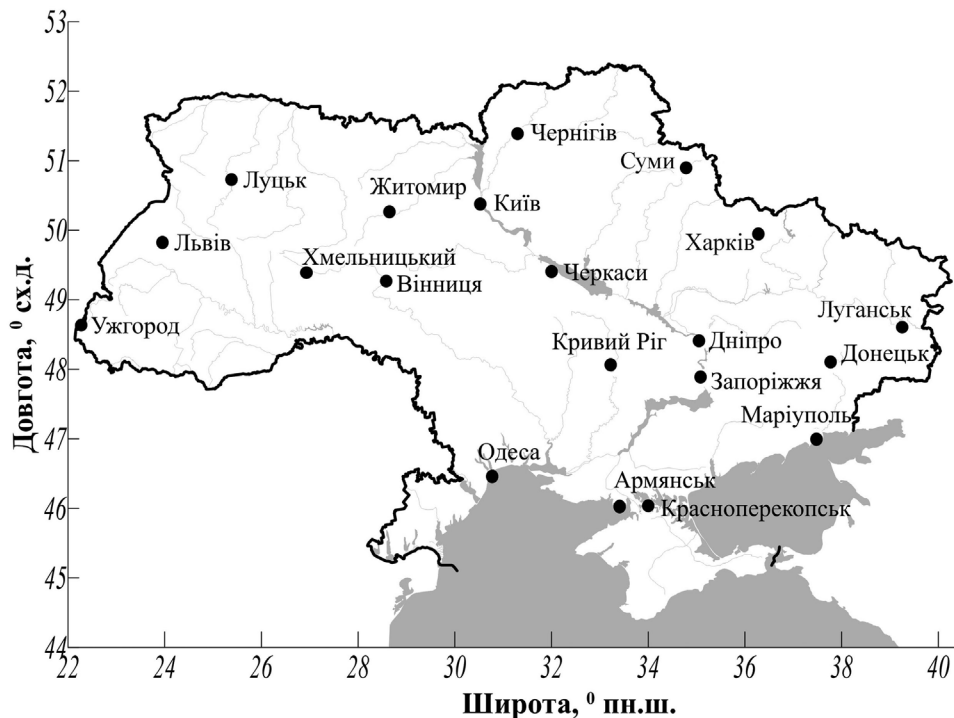 53
52
51
50
49
48
47
46
45
44
Довгота, ⁰ сх.д.
Чернігів
Суми
Луцьк
Житомир
Київ
Львів
Харків
Хмельницький
Черкаси
Вінниця
Луганськ
Ужгород
Кривий Ріг
Дніпро
Донецьк
Запоріжжя
Маріуполь
Одеса
Армянськ
Красноперекопськ
22 24 26 28 30 32 34 36 38 40
Широта, ⁰ пн.ш.